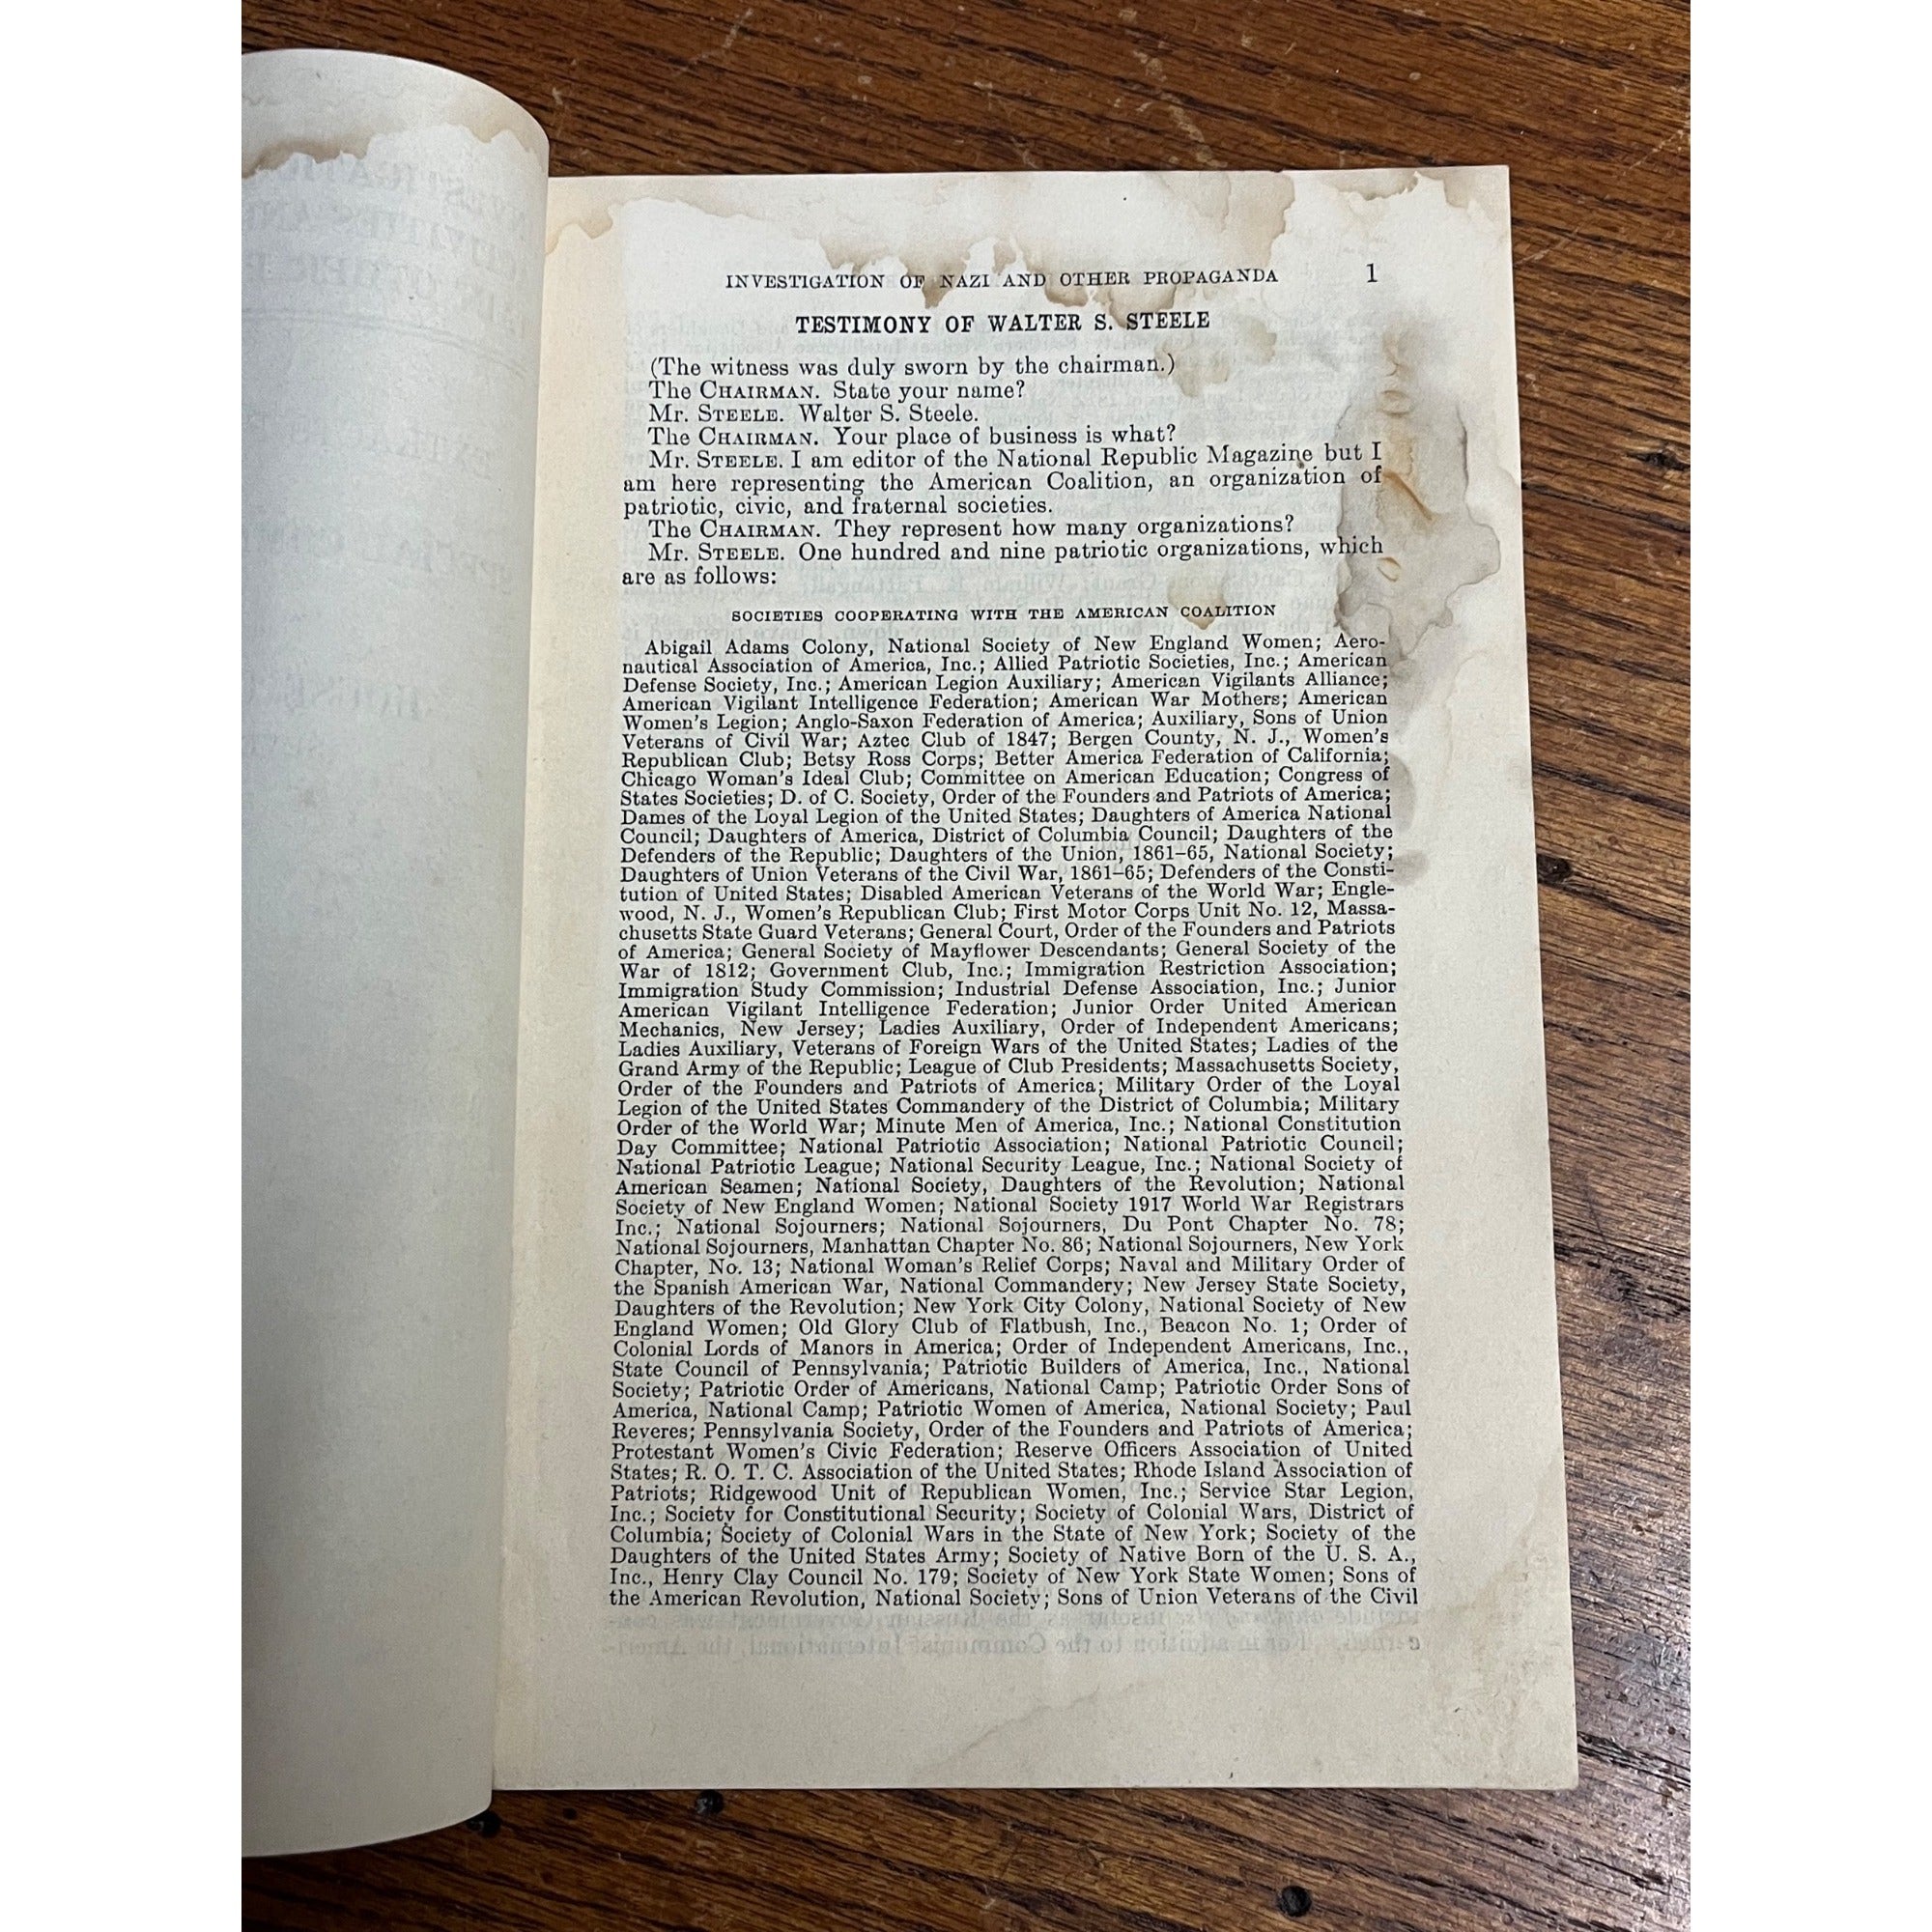 INVESTIGATION OF NAZI AND OTHER PROPAGANDA 1
TESTIMONY OF WALTER S. STEELE
(The witness was duly sworn by the chairman.)
The CHAIRMAN. State your name?
Mr. STEELE. Walter S. Steele.
The CHAIRMAN. Your place of business is what?
Mr. STEELE. I am editor of the National Republic Magazine but I
am here representing the American Coalition, an organization of
patriotic, civic, and fraternal societies.
The CHAIRMAN. They represent how many organizations?
Mr. STEELE. One hundred and nine patriotic organizations, which
are as follows:
SOCIETIES COOPERATING WITH THE AMERICAN COALITION
Abigail Adams Colony, National Society of New England Women; Aero-
nautical Association of America, Inc.; Allied Patriotic Societies, Inc.; American
Defense Society, Inc.; American Legion Auxiliary; American Vigilants Alliance;
American Vigilant Intelligence Federation; American War Mothers; American
Women's Legion; Anglo-Saxon Federation of America; Auxiliary, Sons of Union
Veterans of Civil War; Aztec Club of 1847; Bergen County, N. J., Women's
Republican Club; Betsy Ross Corps; Better America Federation of California;
Chicago Woman's Ideal Club; Committee on American Education; Congress of
States Societies; D. of C. Society, Order of the Founders and Patriots of America;
Dames of the Loyal Legion of the United States; Daughters of America National
Council; Daughters of America, District of Columbia Council; Daughters of the
Defenders of the Republic; Daughters of the Union, 1861–65, National Society;
Daughters of Union Veterans of the Civil War, 1861–65; Defenders of the Consti-
tution of United States; Disabled American Veterans of the World War; Engle-
wood, N. J., Women's Republican Club; First Motor Corps Unit No. 12, Massa-
chusetts State Guard Veterans; General Court, Order of the Founders and Patriots
of America; General Society of Mayflower Descendants; General Society of the
War of 1812; Government Club, Inc.; Immigration Restriction Association;
Immigration Study Commission; Industrial Defense Association, Inc.; Junior
American Vigilant Intelligence Federation; Junior Order United American
Mechanics, New Jersey; Ladies Auxiliary, Order of Independent Americans;
Ladies Auxiliary, Veterans of Foreign Wars of the United States; Ladies of the
Grand Army of the Republic; League of Club Presidents; Massachusetts Society,
Order of the Founders and Patriots of America; Military Order of the Loyal
Legion of the United States Commandery of the District of Columbia; Military
Order of the World War; Minute Men of America, Inc.; National Constitution
Day Committee; National Patriotic Association; National Patriotic Council;
National Patriotic League; National Security League, Inc.; National Society of
American Seamen; National Society, Daughters of the Revolution; National
Society of New England Women; National Society 1917 World War Registrars
Inc.; National Sojourners; National Sojourners, Du Pont Chapter No. 78;
National Sojourners, Manhattan Chapter No. 86; National Sojourners, New York
Chapter, No. 13; National Woman's Relief Corps; Naval and Military Order of
the Spanish American War, National Commandery; New Jersey State Society,
Daughters of the Revolution; New York City Colony, National Society of New
England Women; Old Glory Club of Flatbush, Inc., Beacon No. 1; Order of
Colonial Lords of Manors in America; Order of Independent Americans, Inc.,
State Council of Pennsylvania; Patriotic Builders of America, Inc., National
Society; Patriotic Order of Americans, National Camp; Patriotic Order Sons of
America, National Camp; Patriotic Women of America, National Society; Paul
Reveres; Pennsylvania Society, Order of the Founders and Patriots of America;
Protestant Women's Civic Federation; Reserve Officers Association of United
States; R. O. T. C. Association of the United States; Rhode Island Association of
Patriots; Ridgewood Unit of Republican Women, Inc.; Service Star Legion,
Inc.; Society for Constitutional Security; Society of Colonial Wars, District of
Columbia; Society of Colonial Wars in the State of New York; Society of the
Daughters of the United States Army; Society of Native Born of the U. S. A.,
Inc., Henry Clay Council No. 179; Society of New York State Women; Sons of
the American Revolution, National Society; Sons of Union Veterans of the Civil